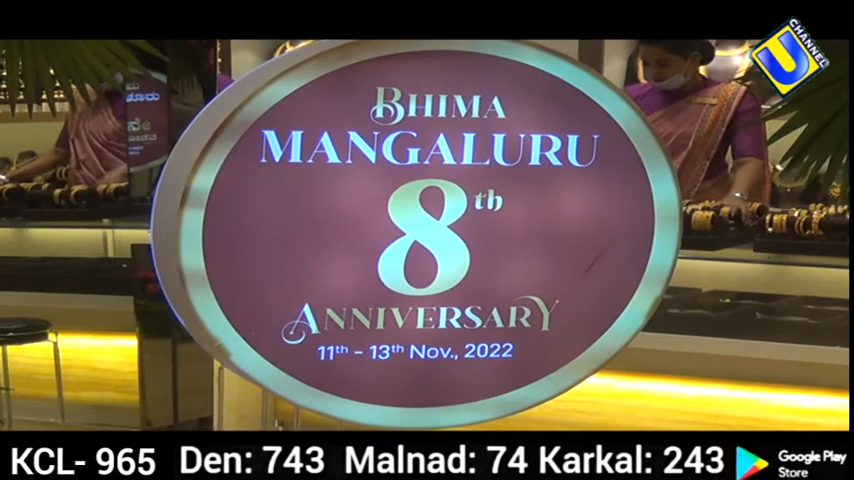 CHANNEL
U
BHIMA
MANGALURU
8th
ANNIVERSARY
11th - 13th Nov., 2022
KCL- 965 Den: 743 Malnad: 74 Karkal: 243
Google Play
Store